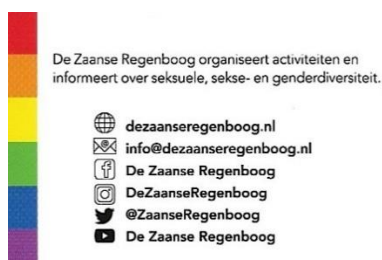 De Zaanse Regenboog organiseert activiteiten en
informeert over seksuele, sekse- en genderdiversiteit.
dezaanseregenboog.nl
info@dezaanseregenboog.nl
De Zaanse Regenboog
DeZaanseRegenboog
@ZaanseRegenboog
De Zaanse Regenboog